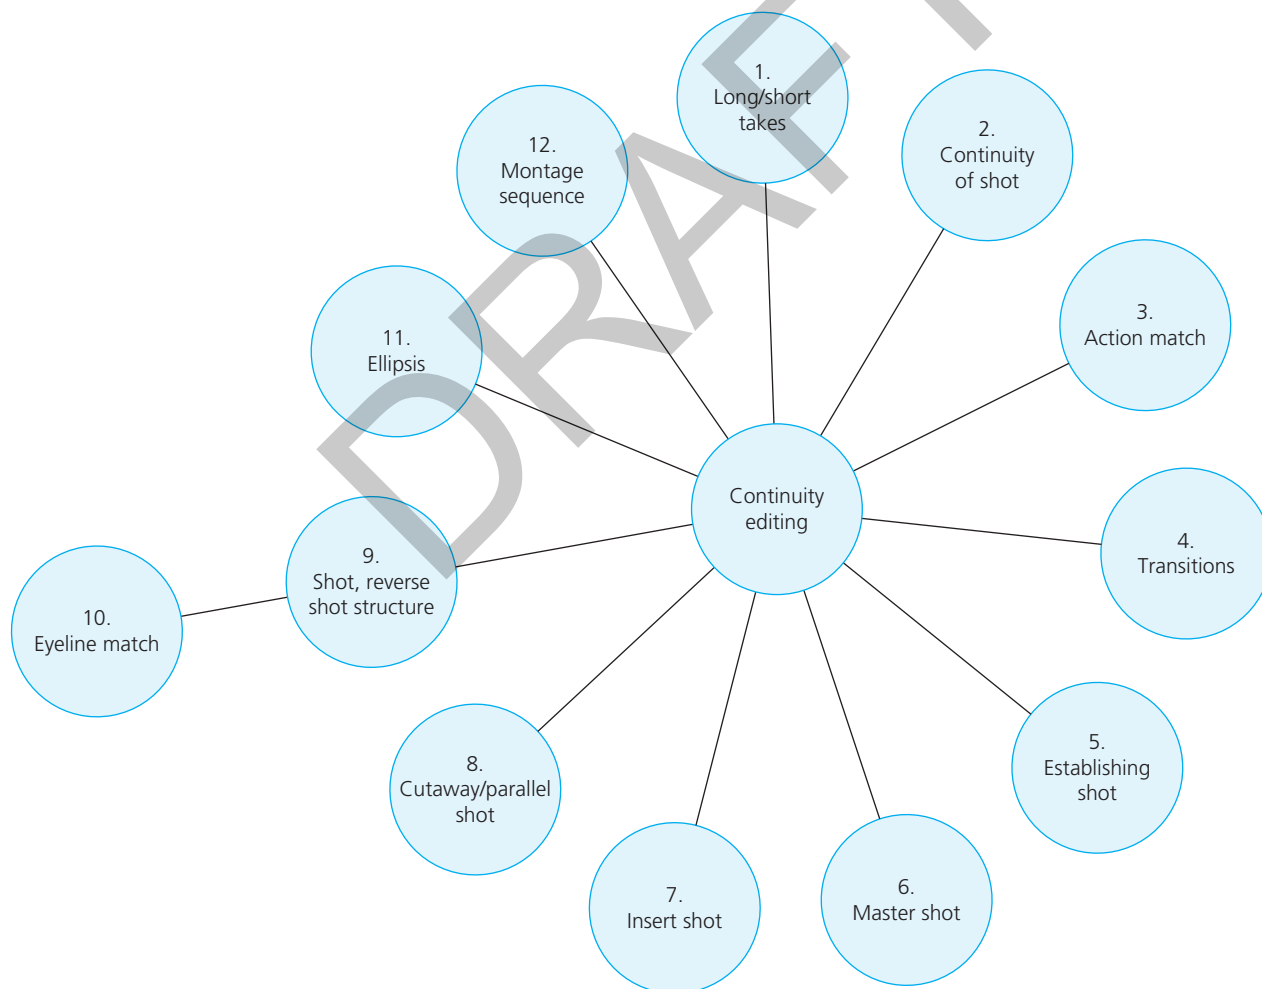 1.
Long/short
takes
2.
Continuity
of shot
3.
Action match
4.
Transitions
5.
Establishing
shot
6.
Master shot
7.
Insert shot
8.
Cutaway/parallel
shot
9.
Shot, reverse
shot structure
10.
Eyeline match
11.
Ellipsis
12.
Montage
sequence
Continuity
editing
DRAFT